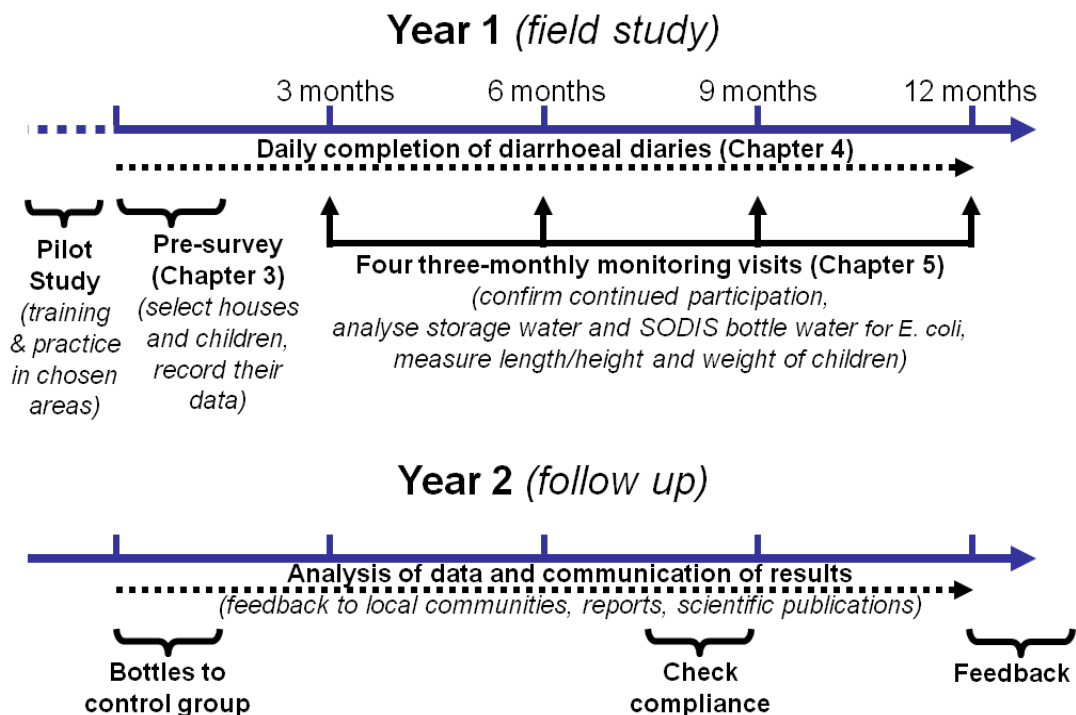 Year 1 (field study)
3 months
6 months
9 months
12 months
Daily completion of diarrhoeal diaries (Chapter 4)
Pilot
Study
(training
& practice
in chosen
areas)
Pre-survey
(Chapter 3)
(select houses
and children,
record their
data)
Four three-monthly monitoring visits (Chapter 5)
(confirm continued participation,
analyse storage water and SODIS bottle water for E. coli,
measure length/height and weight of children)
Year 2 (follow up)
Analysis of data and communication of results
(feedback to local communities, reports, scientific publications)
Bottles to
control group
Check
compliance
Feedback